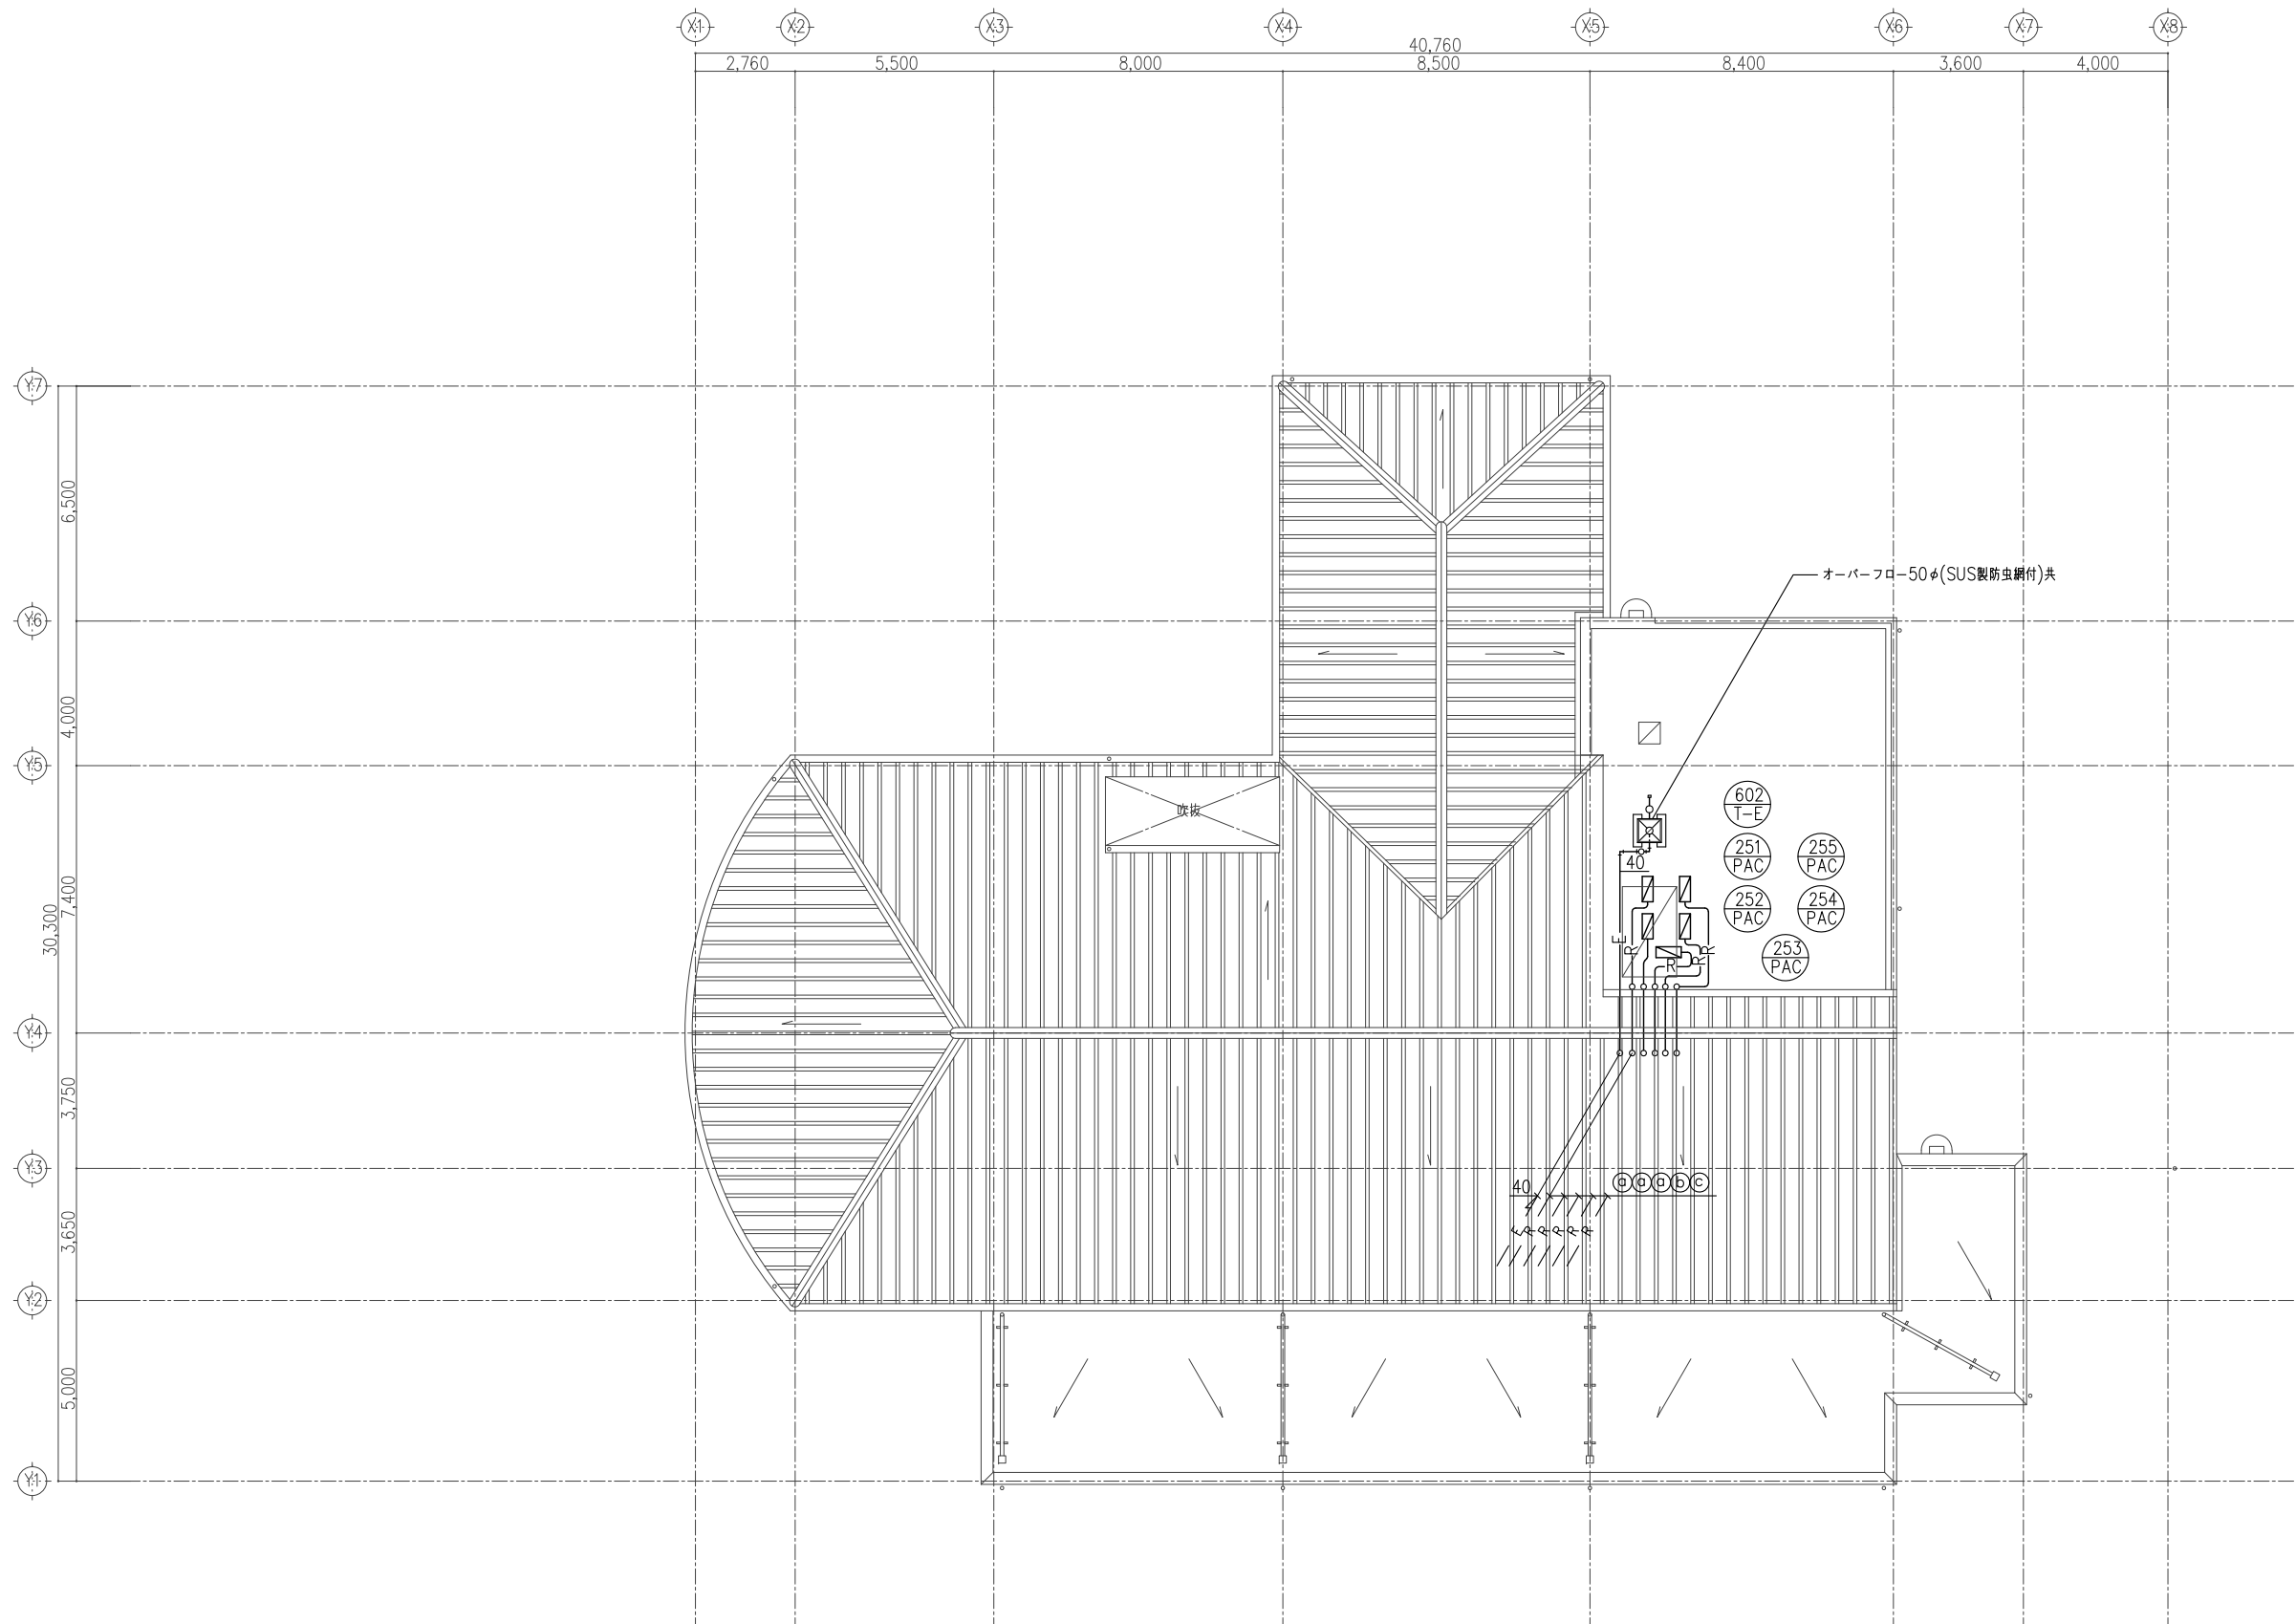 X1 X2 X3 X4 X5 X6 X7 X8
40,760
2,760 5,500 8,000 8,500 8,400 3,600 4,000
Y7
6,500
オーバーフロー50φ(SUS製防虫網付)共
Y6
4,000
Y5
602
T-E
吹抜
251
PAC
255
PAC
40
7,400
30,300
252
PAC
254
PAC
E
R
R
R
R
253
PAC
Y4
3,750
Y3
40
a a a b c
3,650
E R R R R R
Y2
5,000
Y1